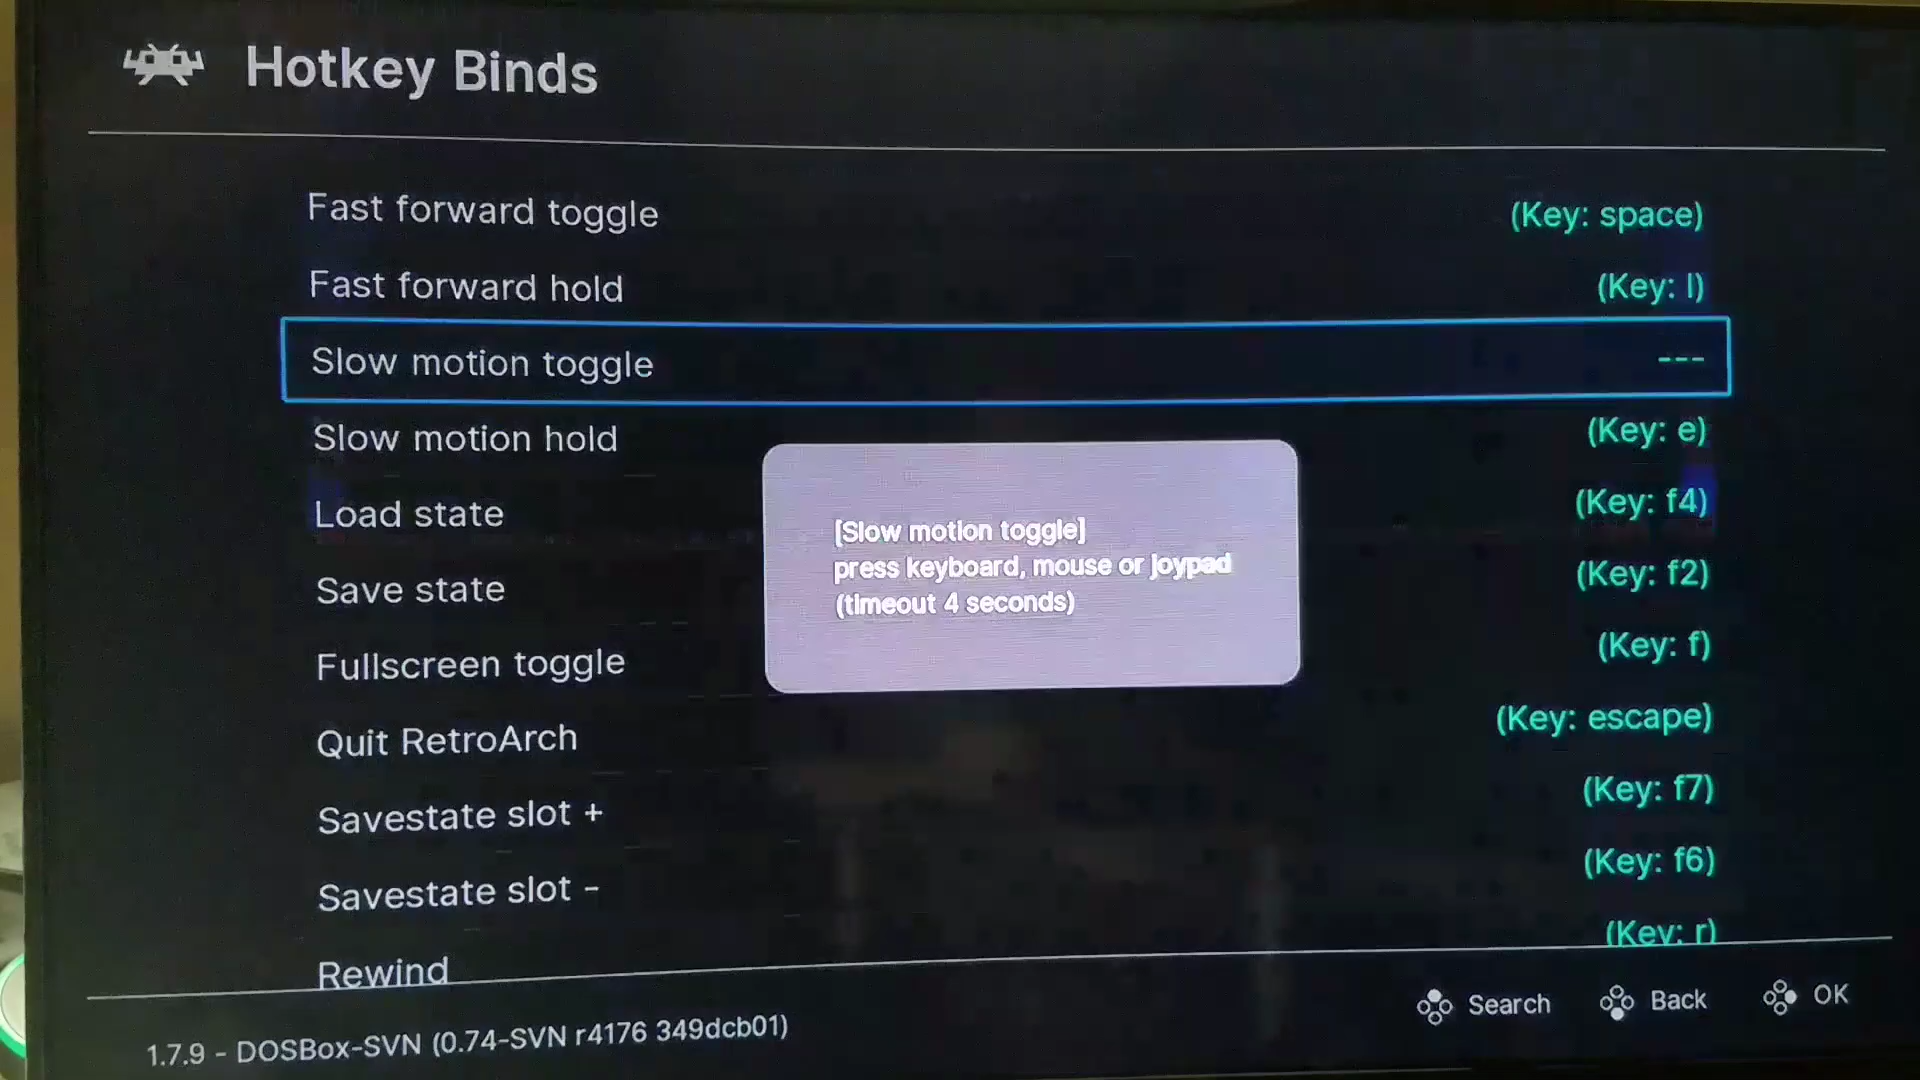 Hotkey Binds
Fast forward toggle (Key: space)
Fast forward hold (Key: l)
Slow motion toggle ---
Slow motion hold (Key: e)
Load state (Key: f4)
Save state (Key: f2)
Fullscreen toggle (Key: f)
Quit RetroArch (Key: escape)
Savestate slot + (Key: f7)
Savestate slot - (Key: f6)
Rewind (Key: r)
[Slow motion toggle]
press keyboard, mouse or joypad
(timeout 4 seconds)
Search Back OK
1.7.9 - DOSBox-SVN (0.74-SVN r4176 349dcb01)